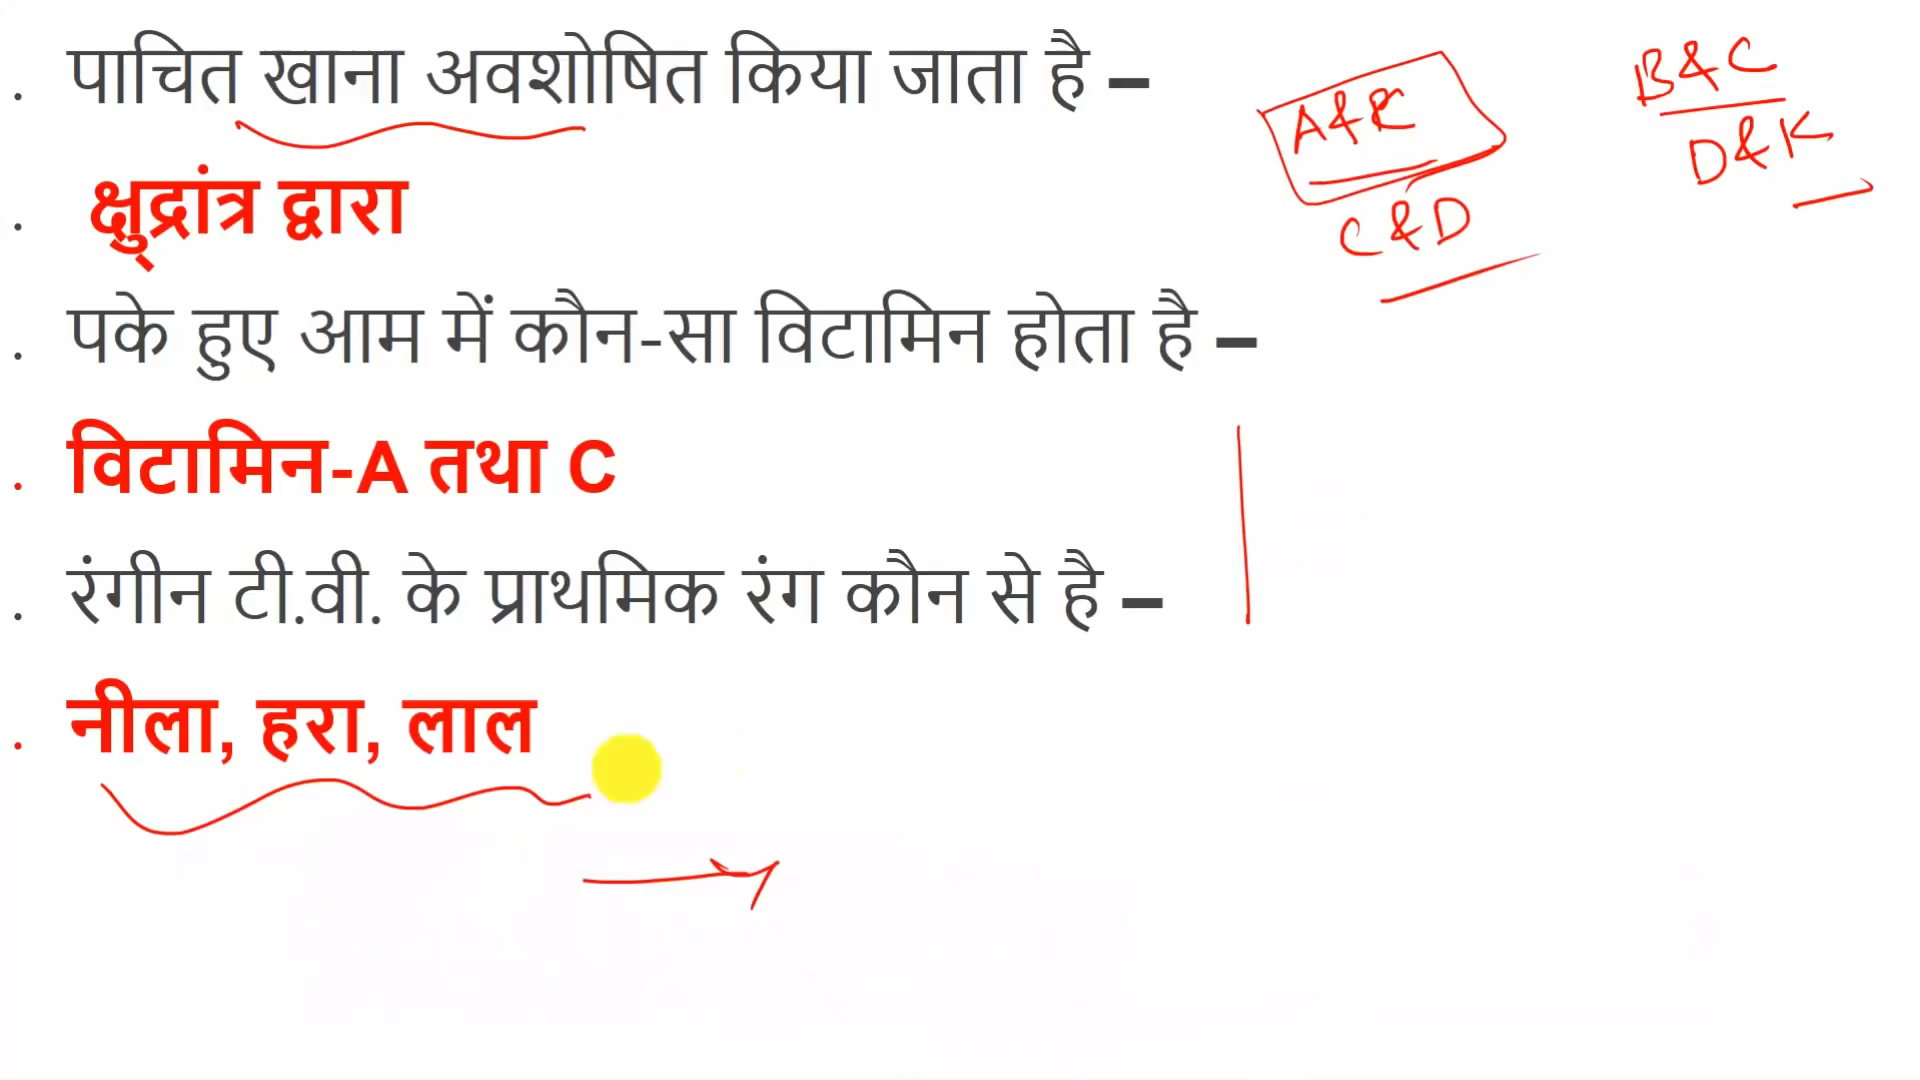 . पाचित खाना अवशोषित किया जाता है –
. क्षुद्रांत्र द्वारा
. पके हुए आम में कौन-सा विटामिन होता है –
. विटामिन-A तथा C
. रंगीन टी.वी. के प्राथमिक रंग कौन से है –
. नीला, हरा, लाल
A&
C&D
B&C
D&K